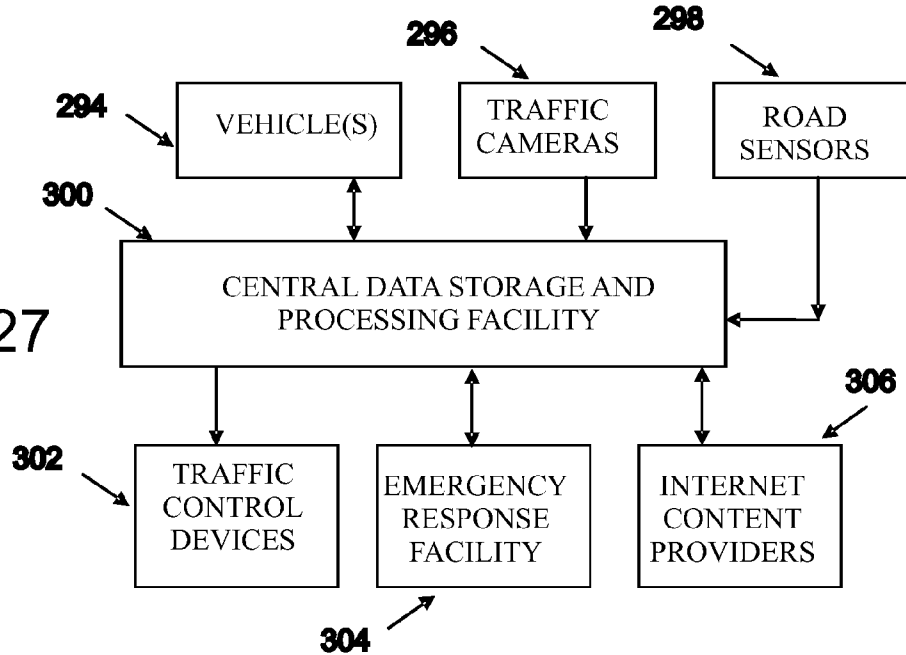 296
298
294
VEHICLE(S)
TRAFFIC
CAMERAS
ROAD
SENSORS
300
CENTRAL DATA STORAGE AND
PROCESSING FACILITY
27
306
302
TRAFFIC
CONTROL
DEVICES
EMERGENCY
RESPONSE
FACILITY
INTERNET
CONTENT
PROVIDERS
304